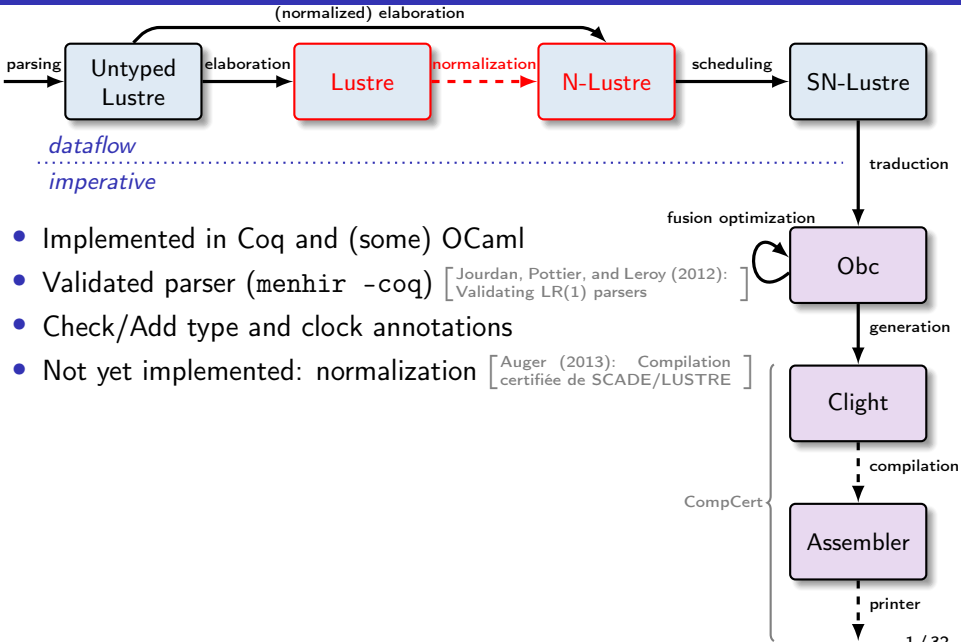 (normalized) elaboration
parsing
Untyped
Lustre
elaboration
Lustre
normalization
N-Lustre
scheduling
SN-Lustre
dataflow
imperative
traduction
• Implemented in Coq and (some) OCaml
• Validated parser (menhir -coq) [Jourdan, Pottier, and Leroy (2012):
Validating LR(1) parsers]
• Check/Add type and clock annotations
• Not yet implemented: normalization [Auger (2013): Compilation
certifiée de SCADE/LUSTRE]
fusion optimization
Obc
generation
Clight
compilation
CompCert
Assembler
printer
1/32